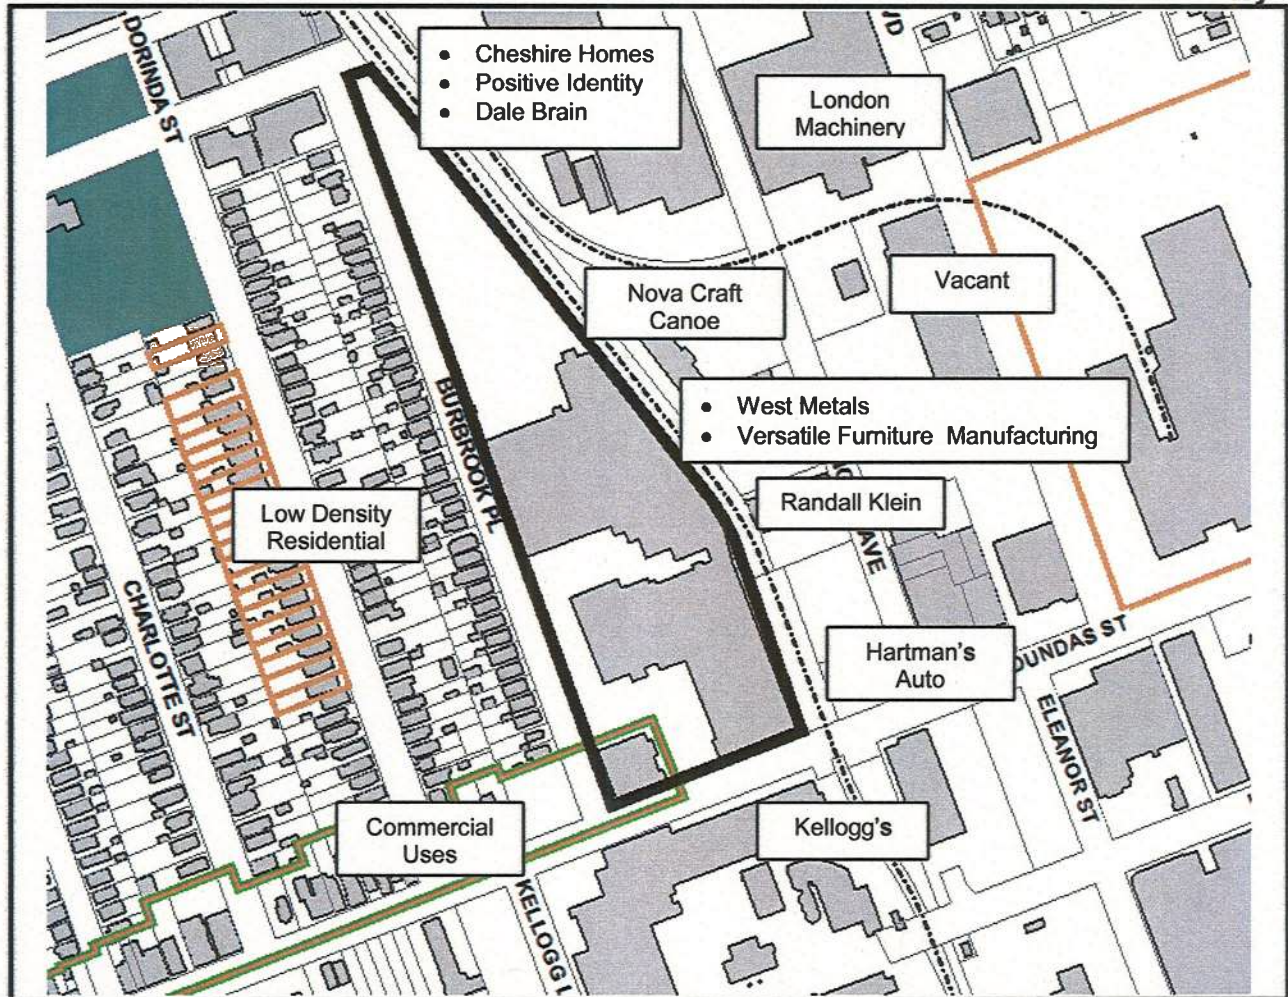 DORINDA ST
• Cheshire Homes
• Positive Identity
• Dale Brain
London
Machinery
Nova Craft
Canoe
Vacant
BURBROOK PL
• West Metals
• Versatile Furniture Manufacturing
Low Density
Residential
Randall Klein
AVE
CHARLOTTE ST
Hartman's
Auto
DUNDAS ST
ELEANOR ST
Commercial
Uses
Kellogg's
KELLOGG